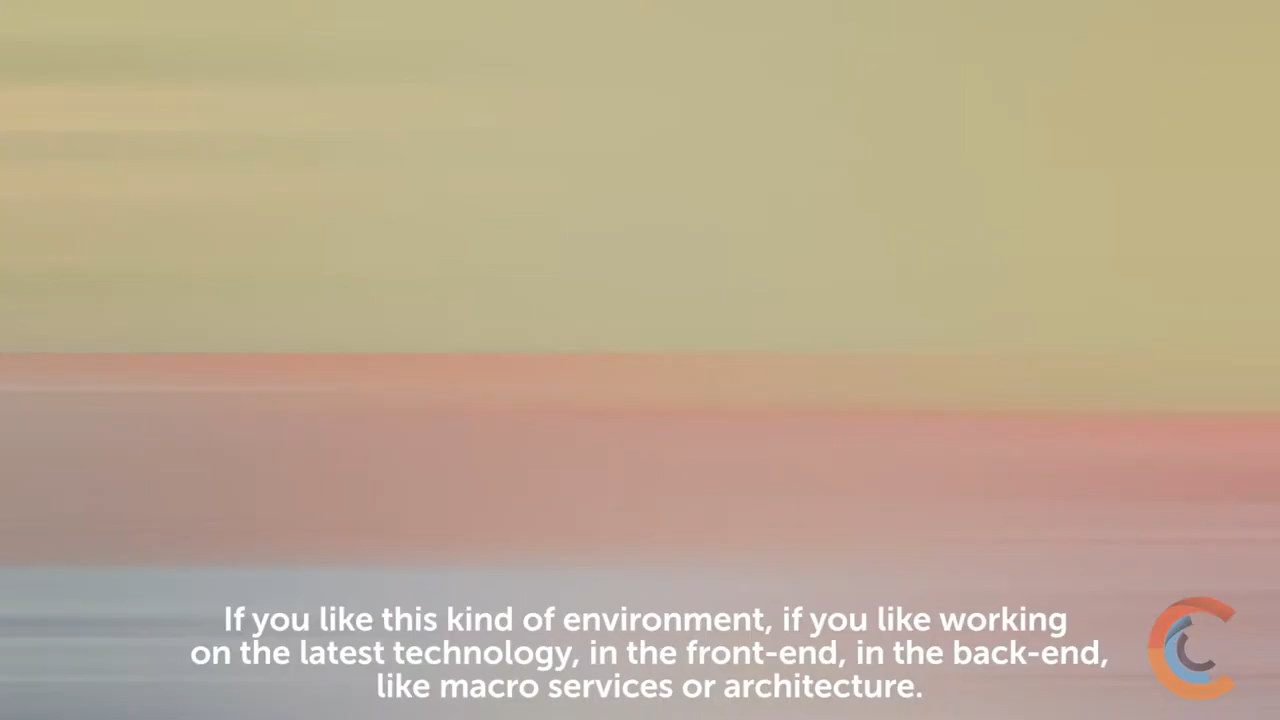 If you like this kind of environment, if you like working
on the latest technology, in the front-end, in the back-end,
like macro services or architecture.